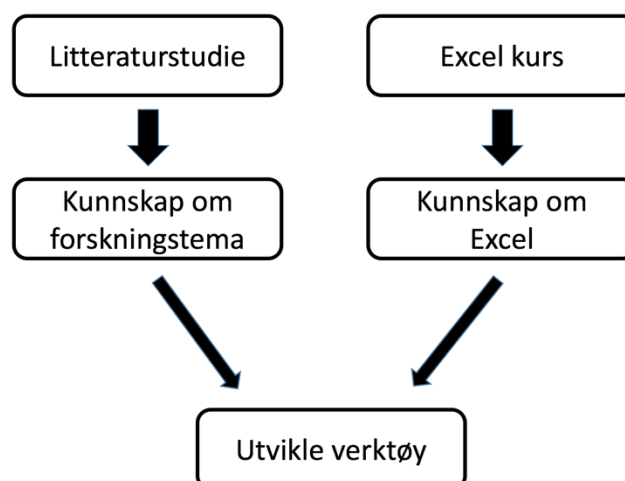 Litteraturstudie
Excel kurs
Kunnskap om
forskningstema
Kunnskap om
Excel
Utvikle verktøy